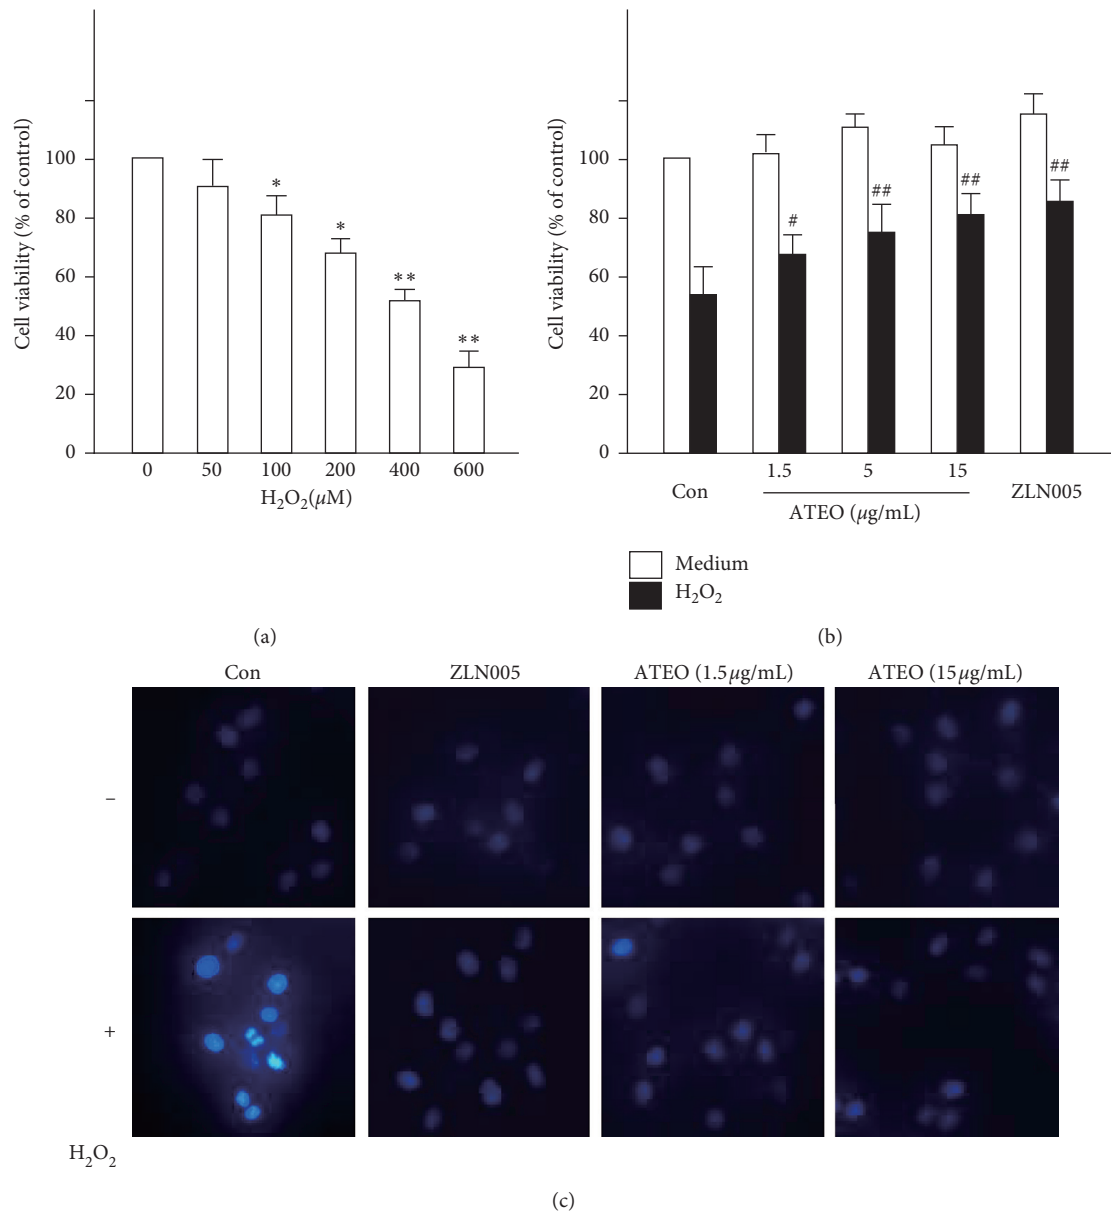 Cell viability (% of control)
100
80
60
40
20
0
*
*
**
**
0 50 100 200 400 600
H₂O₂(μM)
(a)
Cell viability (% of control)
100
80
60
40
20
0
#
##
##
##
1.5 5 15
Con
ZLN005
ATEO (μg/mL)
Medium
H₂O₂
(b)
Con ZLN005 ATEO (1.5 μg/mL) ATEO (15 μg/mL)
−
+
H₂O₂
(c)